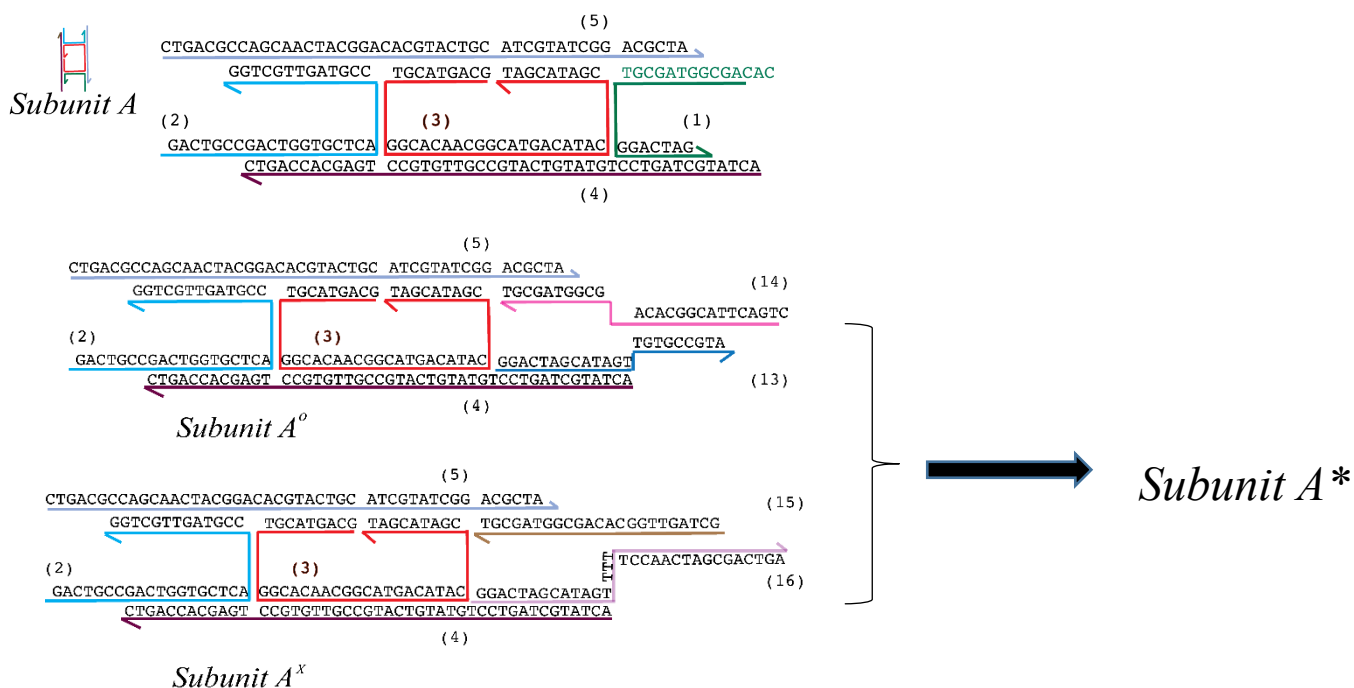 (5)
CTGACGCCAGCAACTACGGACACGTACTGC ATCGTATCGG ACGCTA
GGTCGTTGATGCC TGCATGACG TAGCATAGC TGCGATGGCGACAC
Subunit A
(2) (3) (1)
GACTGCCGACTGGTGCTCA GGCACAACGGCATGACATAC GGACTAG
CTGACCACGAGT CCGTGTTGCCGTACTGTATGTCCTGATCGTATCA
(4)
(5)
CTGACGCCAGCAACTACGGACACGTACTGC ATCGTATCGG ACGCTA
(14)
GGTCGTTGATGCC TGCATGACG TAGCATAGC TGCGATGGCG
ACACGGCATTCAGTC
(2) (3)
TGTGCCGTA
GACTGCCGACTGGTGCTCA GGCACAACGGCATGACATAC GGACTAGCATAGT
CTGACCACGAGT CCGTGTTGCCGTACTGTATGTCCTGATCGTATCA
(13)
(4)
Subunit A°
Subunit A*
(5)
CTGACGCCAGCAACTACGGACACGTACTGC ATCGTATCGG ACGCTA
(15)
GGTCGTTGATGCC TGCATGACG TAGCATAGC TGCGATGGCGACACGGTTGATCG
TTT TCCAACTAGCGACTGA
(2) (3)
(16)
GACTGCCGACTGGTGCTCA GGCACAACGGCATGACATAC GGACTAGCATAGT
CTGACCACGAGT CCGTGTTGCCGTACTGTATGTCCTGATCGTATCA
(4)
Subunit Aˣ